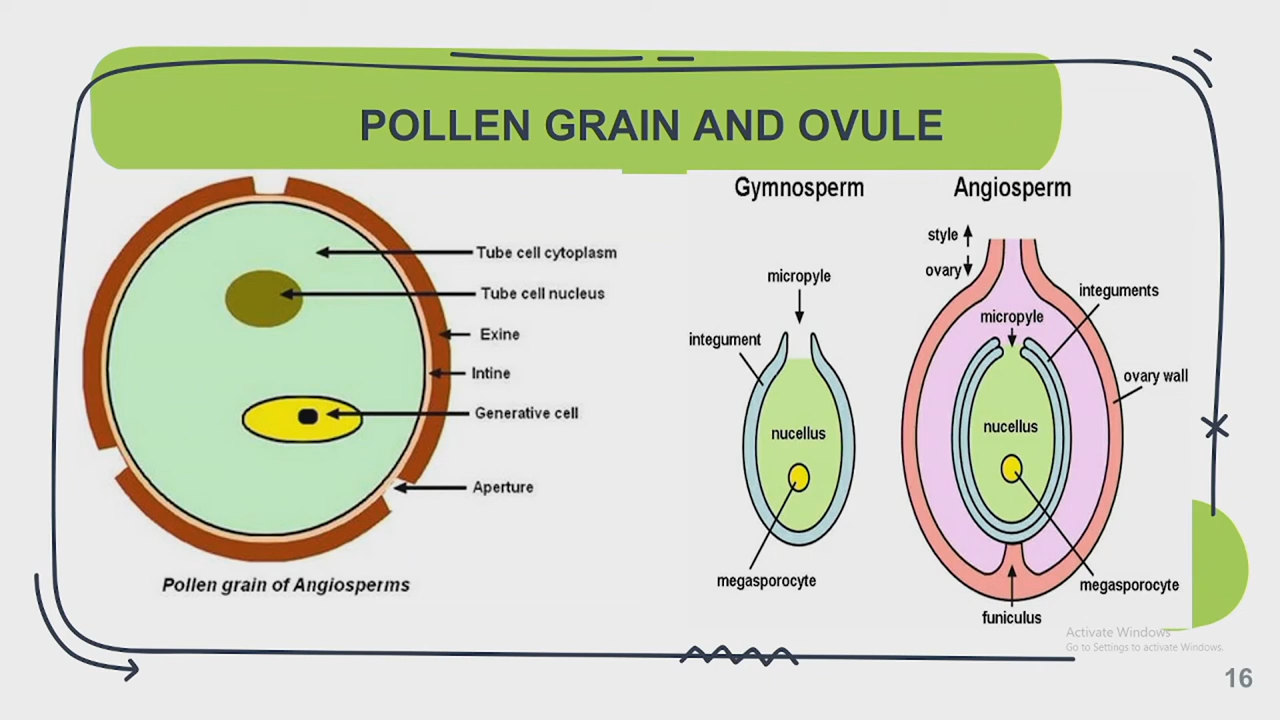 POLLEN GRAIN AND OVULE
Tube cell cytoplasm
Tube cell nucleus
Exine
Intine
Generative cell
Aperture
Pollen grain of Angiosperms
Gymnosperm
micropyle
integument
nucellus
megasporocyte
Angiosperm
style
ovary
integuments
micropyle
ovary wall
nucellus
megasporocyte
funiculus
Activate Windows
Go to Settings to activate Windows.
16